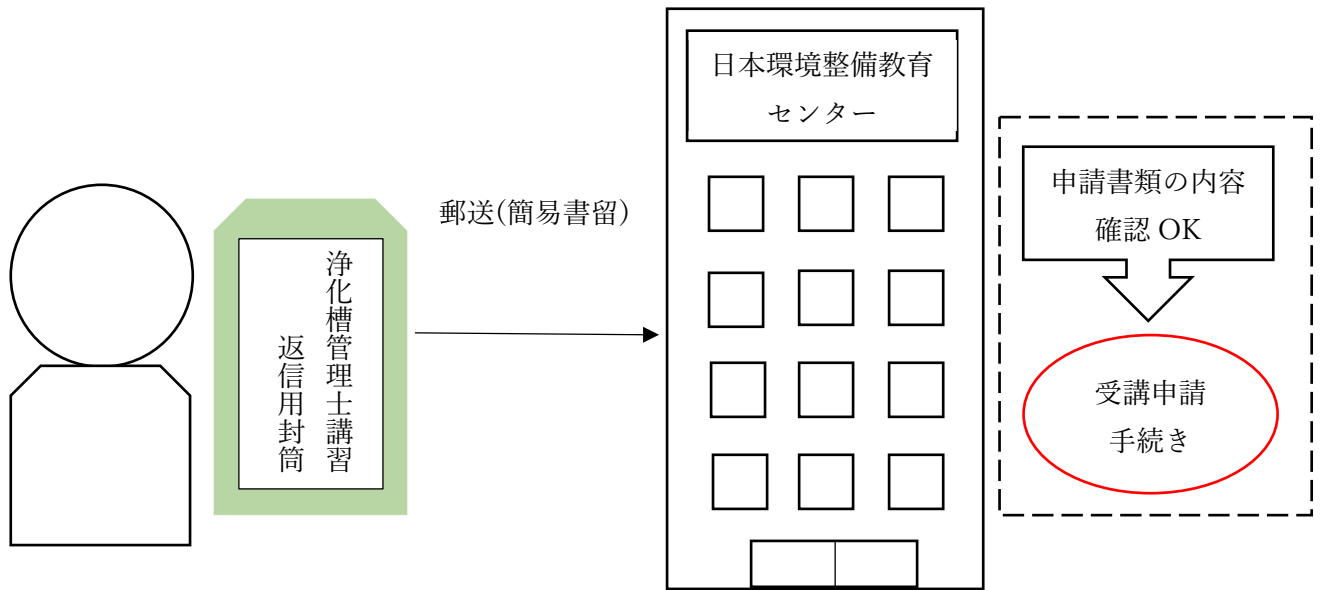 浄化槽管理士講習
返信用封筒
郵送(簡易書留)
日本環境整備教育
センター
申請書類の内容
確認 OK
受講申請
手続き